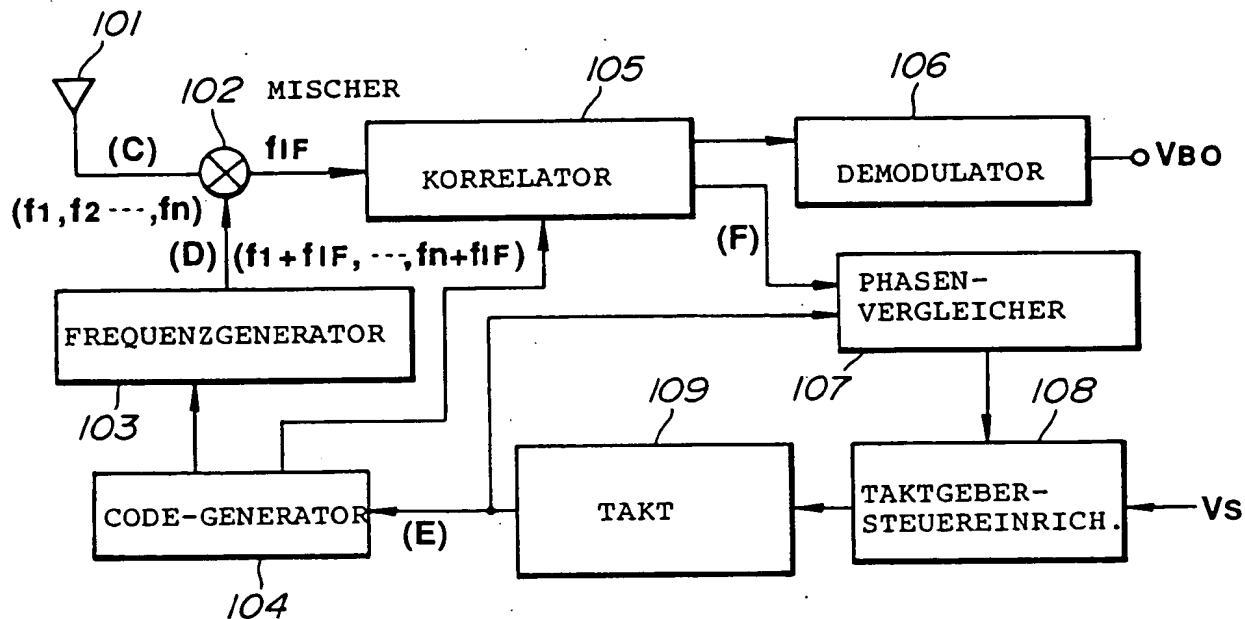 101
102 MISCHER
105
106
(C)
fIF
KORRELATOR
DEMODULATOR
VBO
(f1, f2 ···, fn)
(D) (f1+fIF, ···, fn+fIF)
(F)
PHASEN-
VERGLEICHER
FREQUENZGENERATOR
107
103
109
108
CODE-GENERATOR
(E)
TAKT
TAKTGEBER-
STEUEREINRICH.
VS
104